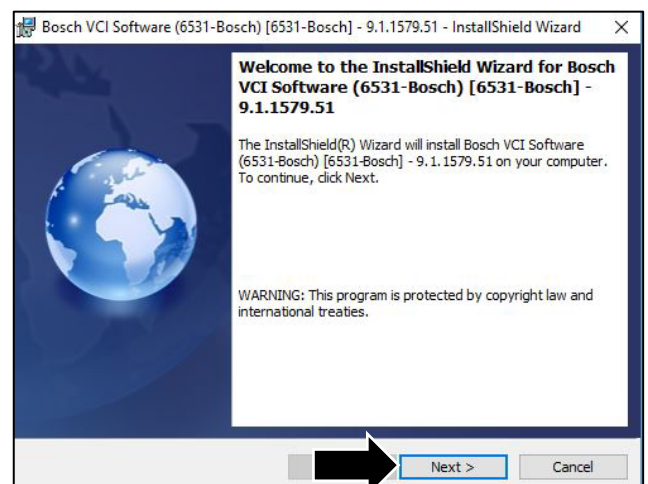 Bosch VCI Software (6531-Bosch) [6531-Bosch] - 9.1.1579.51 - InstallShield Wizard
Welcome to the InstallShield Wizard for Bosch
VCI Software (6531-Bosch) [6531-Bosch] -
9.1.1579.51
The InstallShield(R) Wizard will install Bosch VCI Software
(6531-Bosch) [6531-Bosch] - 9.1.1579.51 on your computer.
To continue, click Next.
WARNING: This program is protected by copyright law and
international treaties.
Next > Cancel